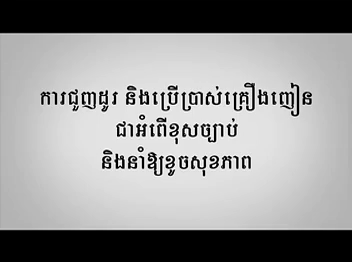 ការជួញដូរ និងប្រើប្រាស់គ្រឿងញៀន
ជាអំពើខុសច្បាប់
និងនាំឱ្យខូចសុខភាព